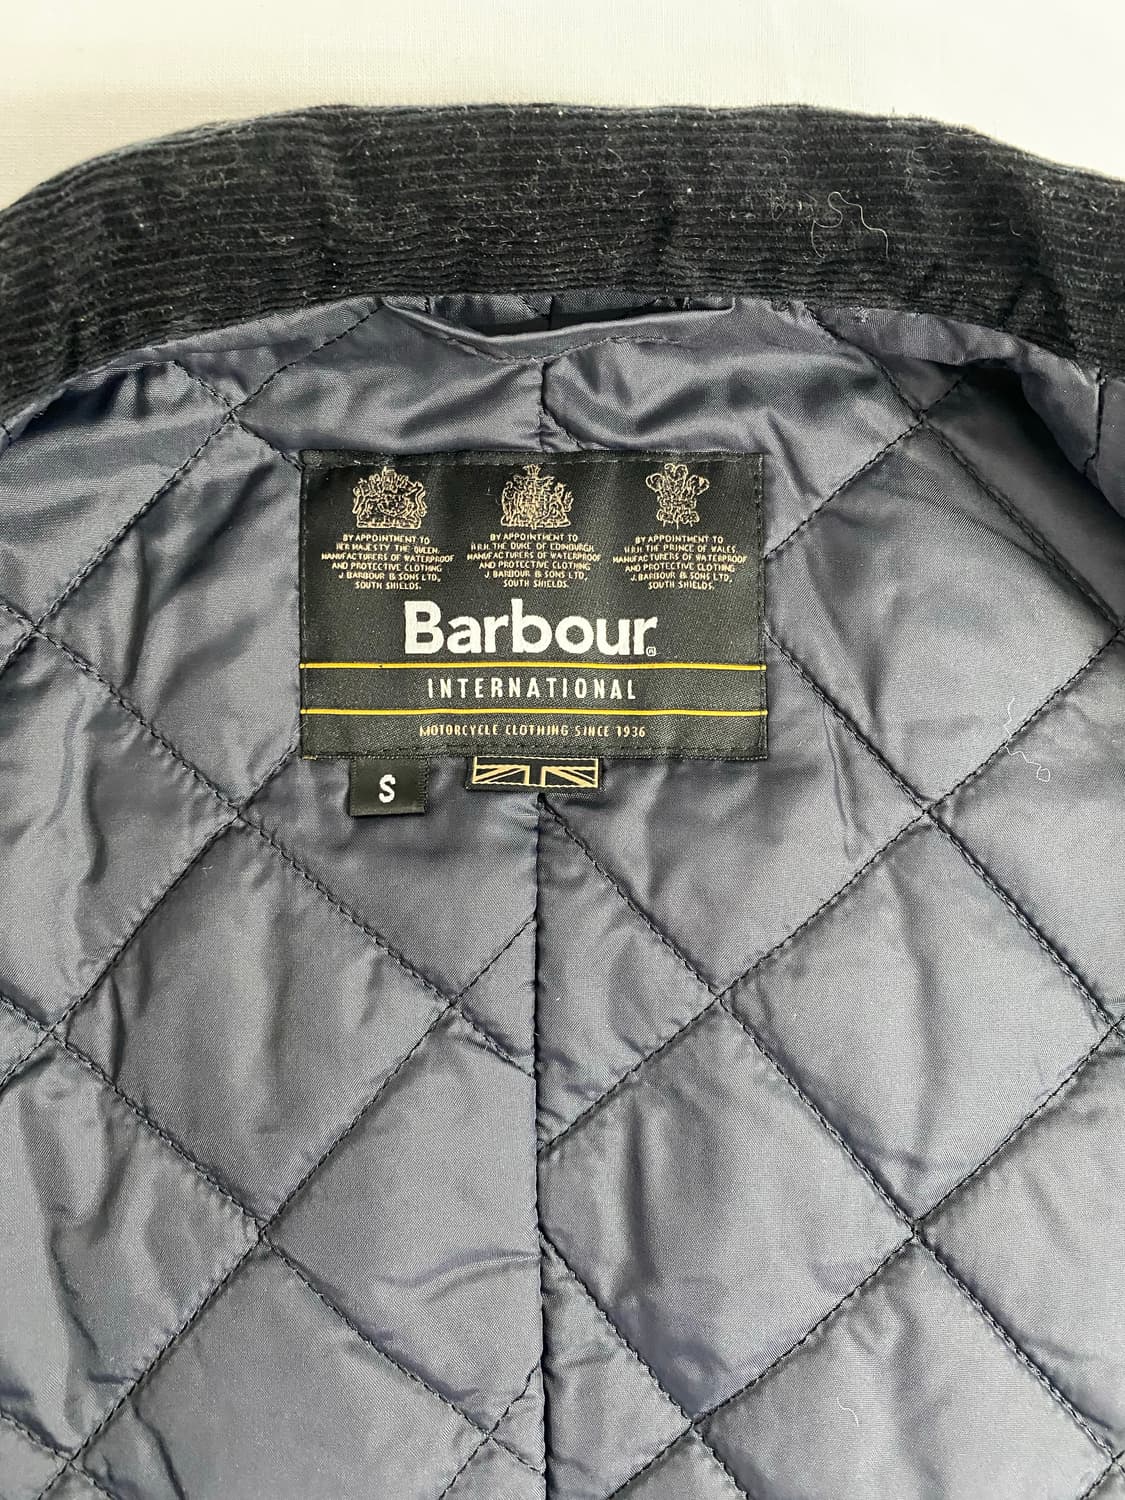 BY APPOINTMENT TO
HER MAJESTY THE QUEEN.
MANUFACTURERS OF WATERPROOF
AND PROTECTIVE CLOTHING
J. BARBOUR & SONS LTD,
SOUTH SHIELDS.
BY APPOINTMENT TO
H.R.H. THE DUKE OF EDINBURGH.
MANUFACTURERS OF WATERPROOF
AND PROTECTIVE CLOTHING
J. BARBOUR & SONS LTD,
SOUTH SHIELDS.
BY APPOINTMENT TO
H.R.H. THE PRINCE OF WALES.
MANUFACTURERS OF WATERPROOF
AND PROTECTIVE CLOTHING
J. BARBOUR & SONS LTD,
SOUTH SHIELDS.
Barbour®
INTERNATIONAL
MOTORCYCLE CLOTHING SINCE 1936
S